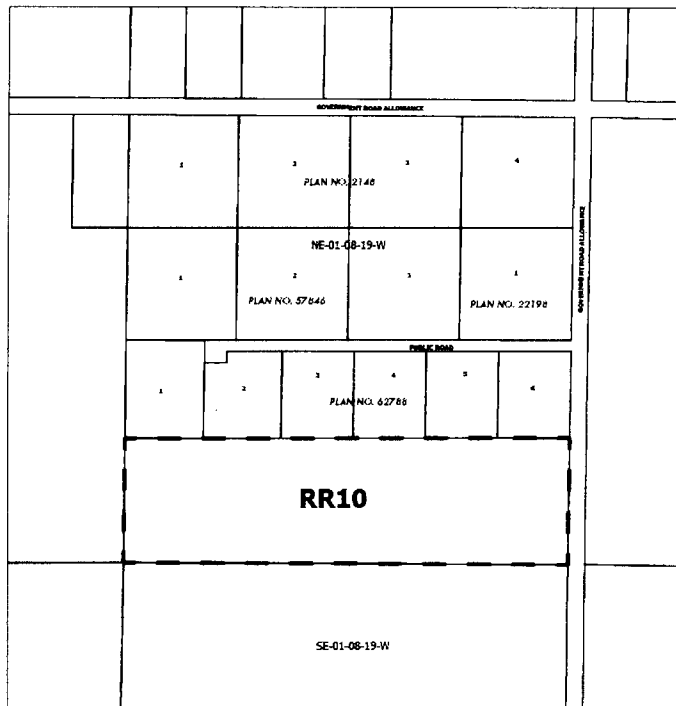 GOVERNMENT ROAD ALLOWANCE
1 2 3 4
PLAN NO. 2148
GOVERNMENT ROAD ALLOWANCE
NE-01-08-19-W
1 2 3 1
PLAN NO. 57846 PLAN NO. 22198
PUBLIC ROAD
1 2 3 4 5 6
PLAN NO. 62788
RR10
SE-01-08-19-W